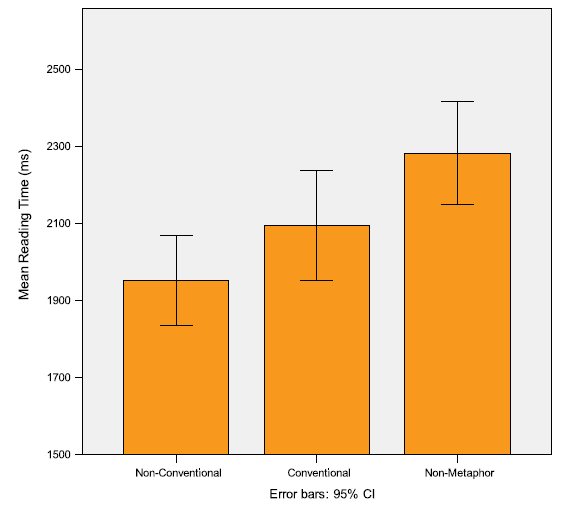 Mean Reading Time (ms)
2500
2300
2100
1900
1700
1500
Non-Conventional
Conventional
Non-Metaphor
Error bars: 95% CI